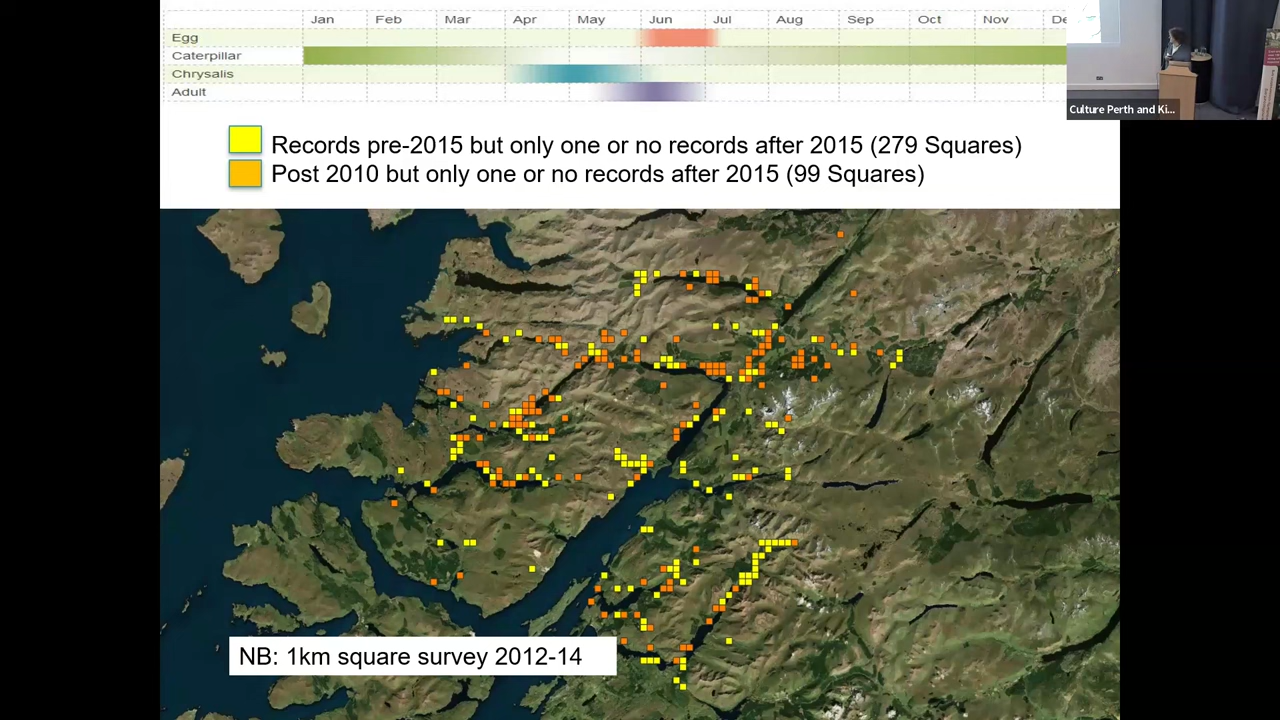 Jan Feb Mar Apr May Jun Jul Aug Sep Oct Nov De
Egg
Caterpillar
Chrysalis
Adult
Culture Perth and Ki...
Records pre-2015 but only one or no records after 2015 (279 Squares)
Post 2010 but only one or no records after 2015 (99 Squares)
NB: 1km square survey 2012-14